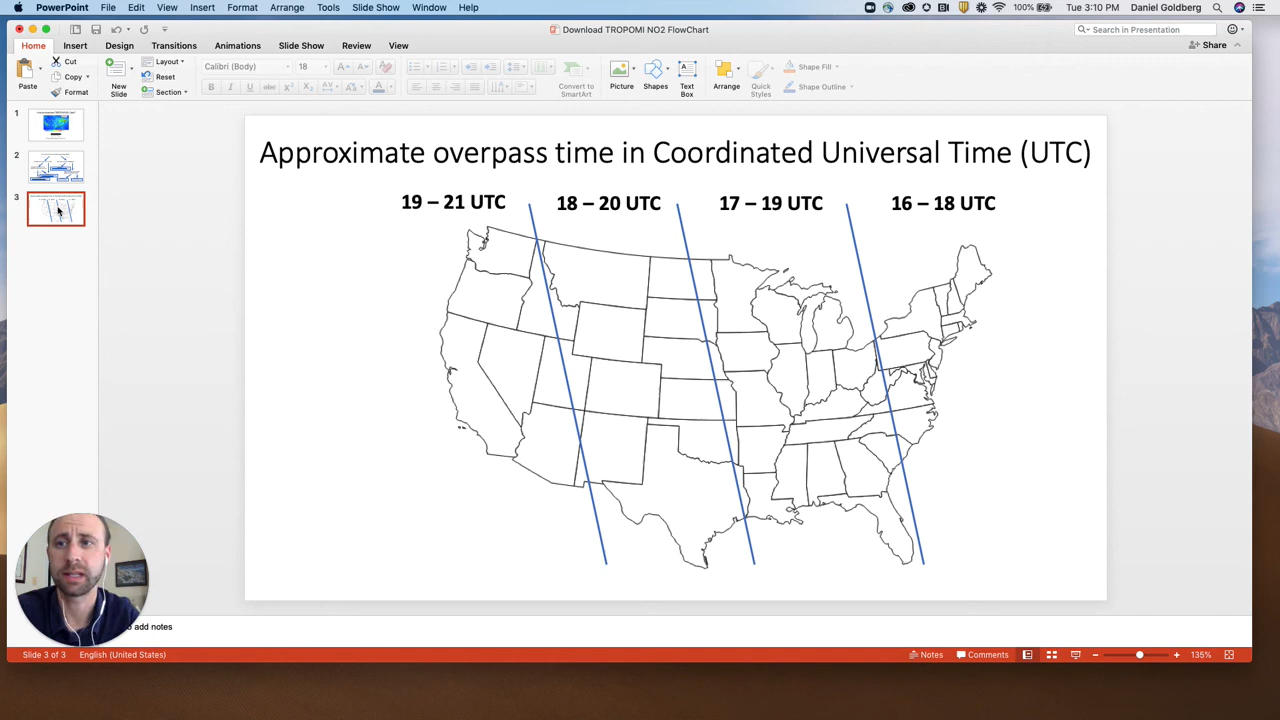 PowerPoint File Edit View Insert Format Arrange Tools Slide Show Window Help 100% Tue 3:10 PM Daniel Goldberg
Download TROPOMI NO2 FlowChart
Search in Presentation
Home Insert Design Transitions Animations Slide Show Review View Share
Paste Cut Copy Format
New Slide Layout Reset Section
Calibri (Body) 18
Convert to SmartArt
Picture Shapes Text Box Arrange Quick Styles Shape Fill Shape Outline
1
2
3
Approximate overpass time in Coordinated Universal Time (UTC)
19 – 21 UTC 18 – 20 UTC 17 – 19 UTC 16 – 18 UTC
add notes
Slide 3 of 3 English (United States) Notes Comments 135%